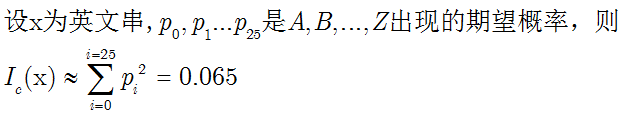 设x为英文串, p₀, p₁...p₂₅是A, B, ..., Z出现的期望概率，则
I_c(x) ≈ ∑_{i=0}^{i=25} p_i² = 0.065